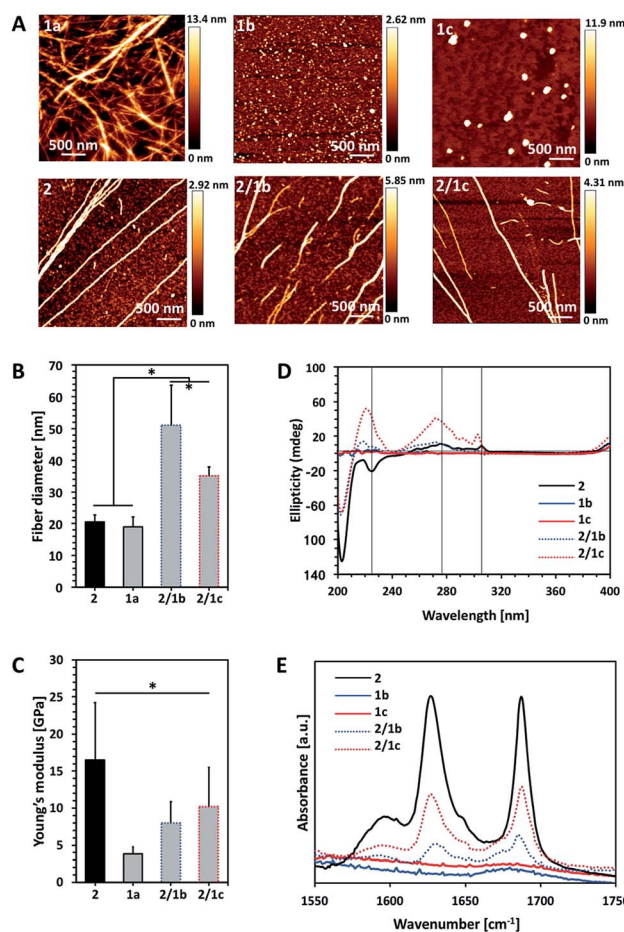 A
1a
13.4 nm
500 nm
0 nm
1b
2.62 nm
500 nm
0 nm
1c
11.9 nm
500 nm
0 nm
2
2.92 nm
500 nm
0 nm
2/1b
5.85 nm
500 nm
0 nm
2/1c
4.31 nm
500 nm
0 nm
B
Fiber diameter [nm]
70
60
50
40
30
20
10
0
*
*
2 1a 2/1b 2/1c
C
Young's modulus [GPa]
30
25
20
15
10
5
0
*
2 1a 2/1b 2/1c
D
Ellipticity (mdeg)
100
60
20
-20
-60
100
140
2
1b
1c
2/1b
2/1c
200 240 280 320 360 400
Wavelength [nm]
E
Absorbance [a.u.]
2
1b
1c
2/1b
2/1c
1550 1600 1650 1700 1750
Wavenumber [cm⁻¹]